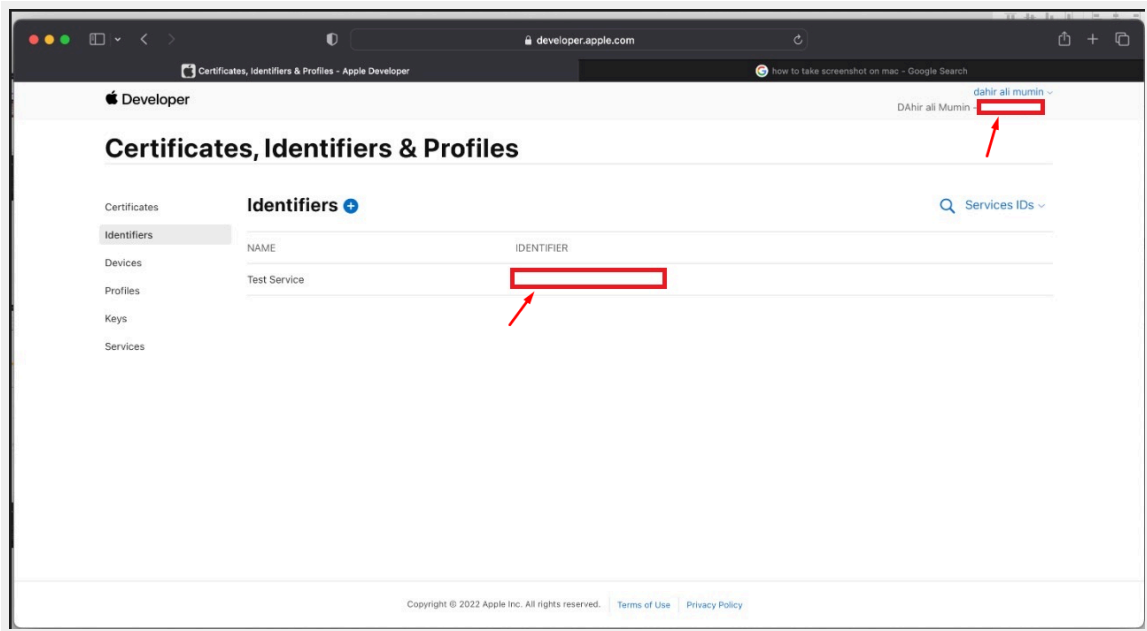 developer.apple.com
Certificates, Identifiers & Profiles - Apple Developer
how to take screenshot on mac - Google Search
Developer
dahir ali mumin
DAhir ali Mumin -
Certificates, Identifiers & Profiles
Certificates
Identifiers
Devices
Profiles
Keys
Services
Identifiers
Services IDs
NAME IDENTIFIER
Test Service
Copyright © 2022 Apple Inc. All rights reserved. Terms of Use Privacy Policy